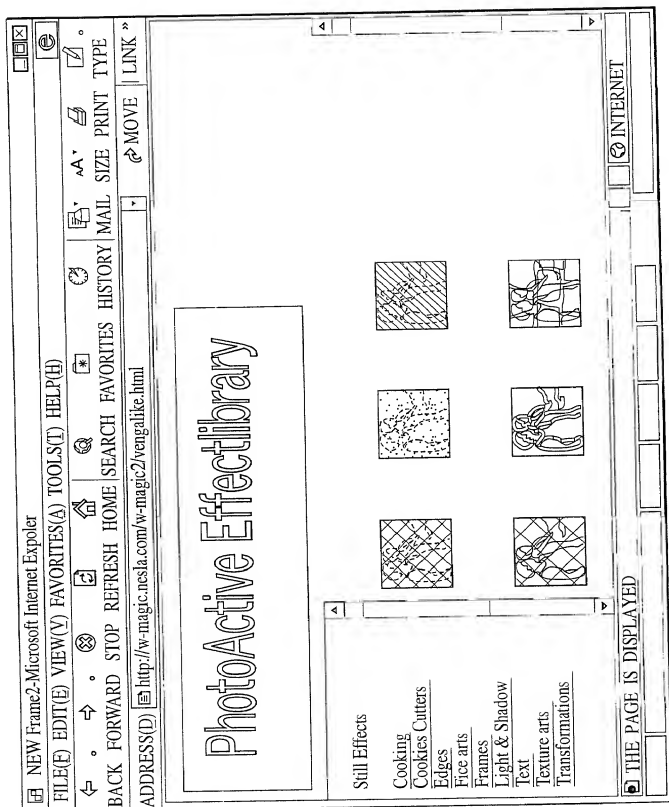 NEW Frame2-Microsoft Internet Expoler
FILE(F) EDIT(E) VIEW(V) FAVORITES(A) TOOLS(T) HELP(H)
BACK FORWARD STOP REFRESH HOME SEARCH FAVORITES HISTORY MAIL SIZE PRINT TYPE
ADDRESS(D) http://w-magic.nesla.com/w-magic2/vengalike.html MOVE LINK »
PhotoActive Effectlibrary
Still Effects
Cooking
Cookies Cutters
Edges
Fice arts
Frames
Light & Shadow
Text
Texture arts
Transformations
THE PAGE IS DISPLAYED INTERNET